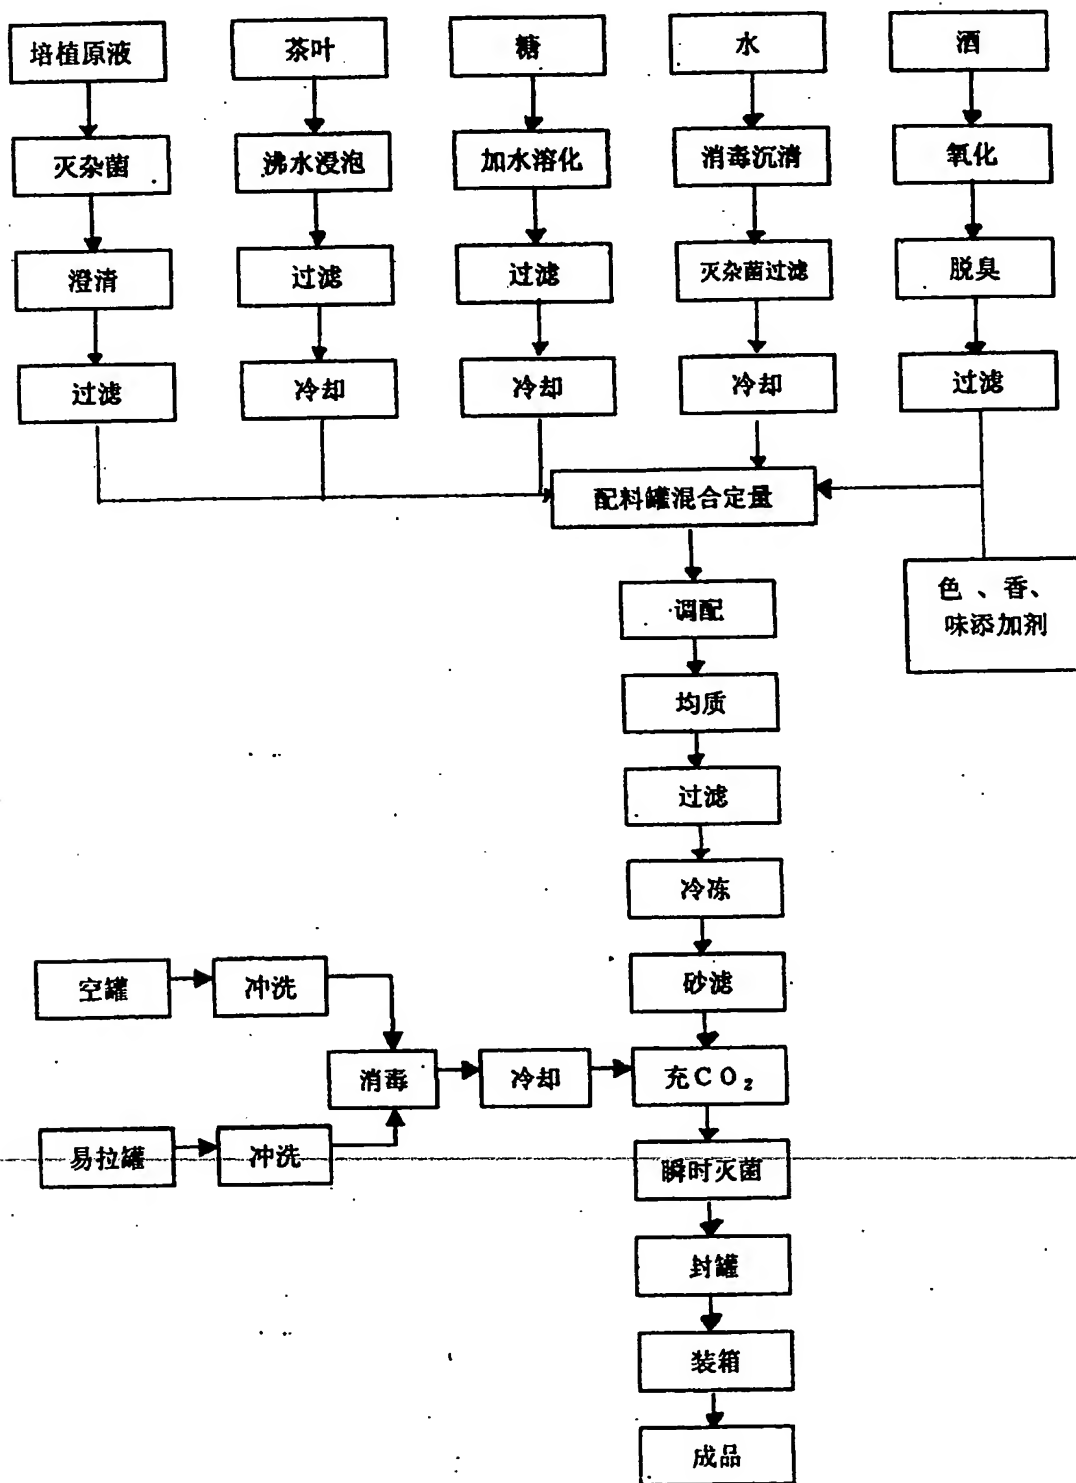 培植原液
茶叶
糖
水
酒
灭杂菌
沸水浸泡
加水溶化
消毒沉清
氧化
澄清
过滤
过滤
灭杂菌过滤
脱臭
过滤
冷却
冷却
冷却
过滤
配料罐混合定量
色、香、
味添加剂
调配
均质
过滤
冷冻
砂滤
空罐
冲洗
消毒
冷却
充CO₂
易拉罐
冲洗
瞬时灭菌
封罐
装箱
成品